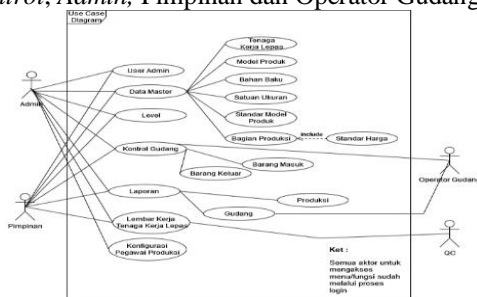 trol, Admin, Pimpinan dan Operator Gudang
Use Case
Diagram
Tenaga
Kerja Lepas
User Admin
Model Produk
Admin
Data Master
Bahan Baku
Satuan Ukuran
Level
Standar Model
Produk
Bagian Produksi
include
Standar Harga
Kontrol Gudang
Barang Masuk
Barang Keluar
Operator Gudan
Laporan
Produksi
Gudang
Pimpinan
Lembar Kerja
Tenaga Kerja Lepas
QC
Konfigurasi
Pegawai Produksi
Ket :
Semua aktor untuk
mengakses
menu/fungsi sudah
melalui proses
login